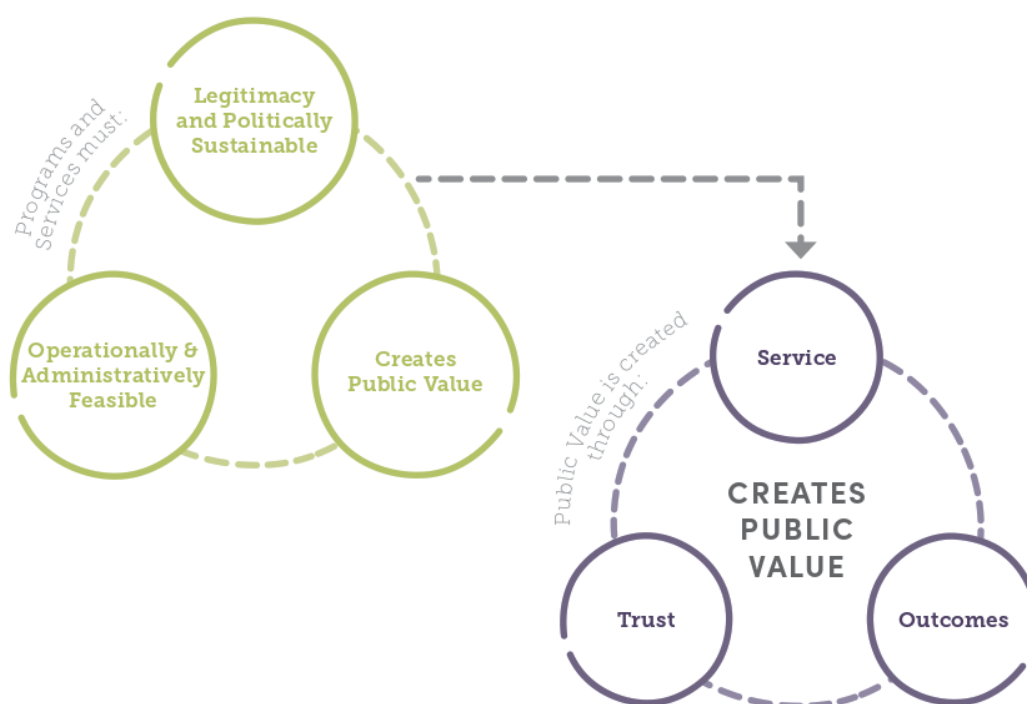 Programs and
Services must:
Legitimacy
and Politically
Sustainable
Operationally &
Administratively
Feasible
Creates
Public Value
Public Value is created
through:
Service
CREATES
PUBLIC
VALUE
Trust
Outcomes